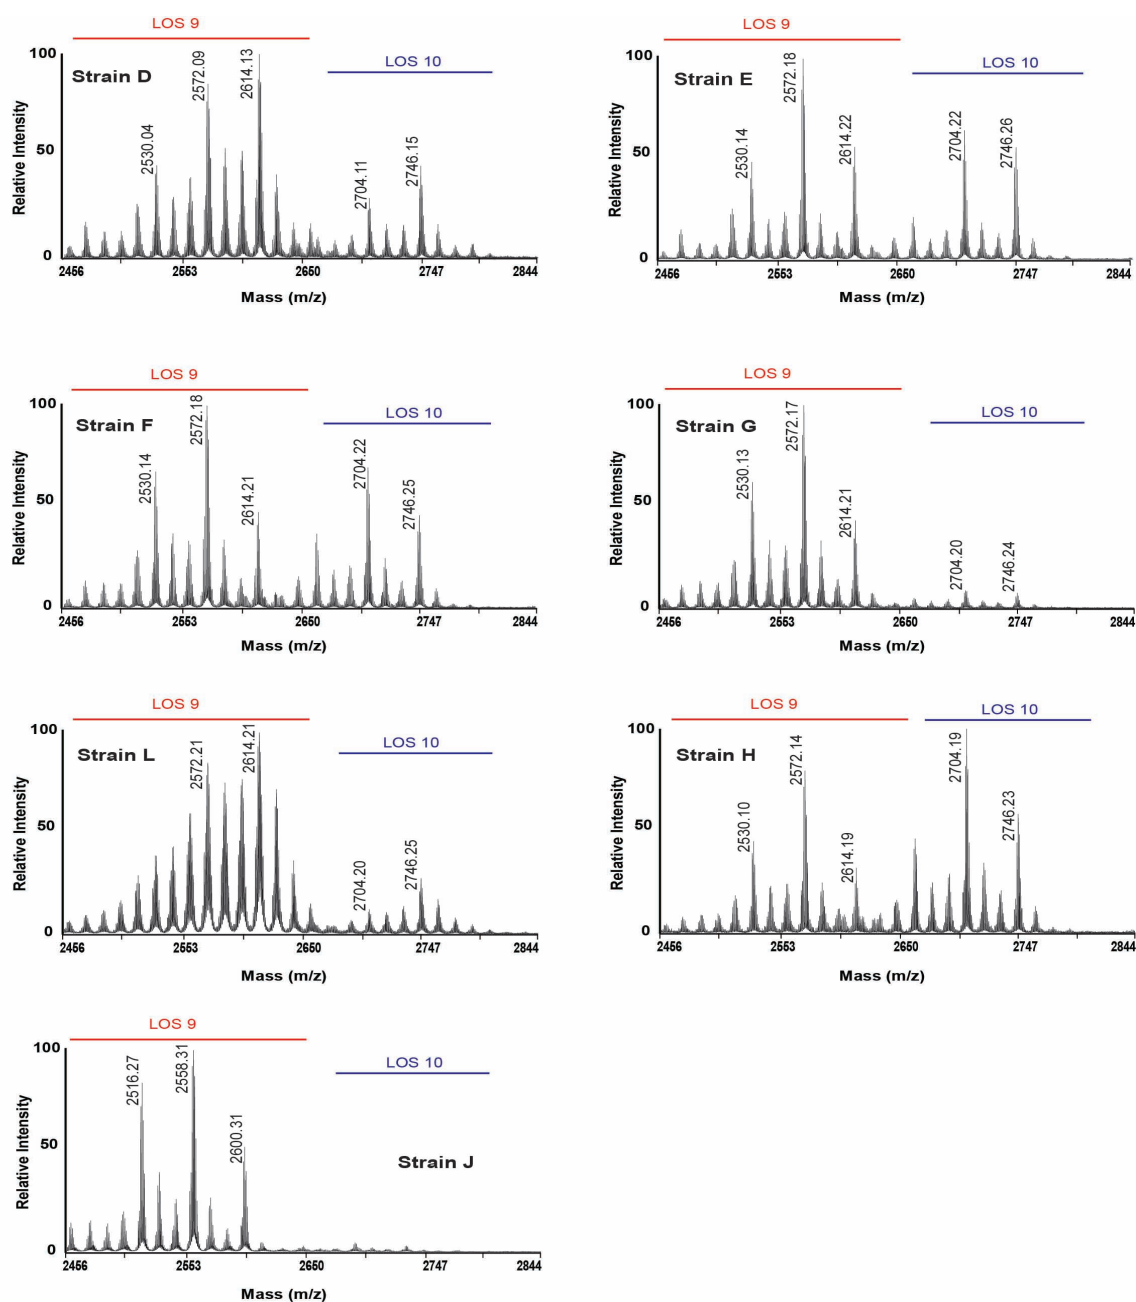 LOS 9
LOS 10
Strain D
100
50
0
Relative Intensity
2530.04
2572.09
2614.13
2704.11
2746.15
2466 2553 2650 2747 2844
Mass (m/z)
LOS 9
LOS 10
Strain E
100
50
0
Relative Intensity
2530.14
2572.18
2614.22
2704.22
2746.26
2466 2553 2650 2747 2844
Mass (m/z)
LOS 9
LOS 10
Strain F
100
50
0
Relative Intensity
2530.14
2572.18
2614.21
2704.22
2746.25
2466 2553 2650 2747 2844
Mass (m/z)
LOS 9
LOS 10
Strain G
100
50
0
Relative Intensity
2530.13
2572.17
2614.21
2704.20
2746.24
2466 2553 2650 2747 2844
Mass (m/z)
LOS 9
LOS 10
Strain L
100
50
0
Relative Intensity
2572.21
2614.21
2704.20
2746.25
2466 2553 2650 2747 2844
Mass (m/z)
LOS 9
LOS 10
Strain H
100
50
0
Relative Intensity
2530.10
2572.14
2614.19
2704.19
2746.23
2466 2553 2650 2747 2844
Mass (m/z)
LOS 9
LOS 10
Strain J
100
50
0
Relative Intensity
2516.27
2558.31
2600.31
2466 2553 2650 2747 2844
Mass (m/z)